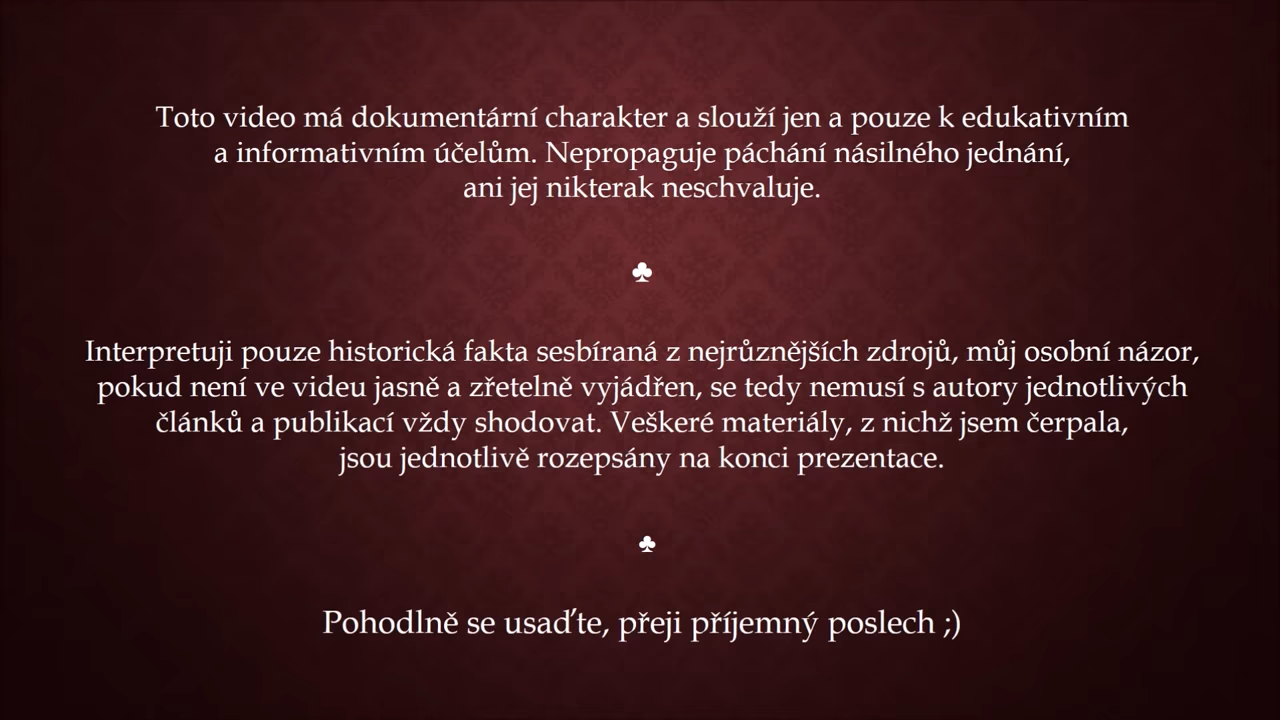 Toto video má dokumentární charakter a slouží jen a pouze k edukativním
a informativním účelům. Nepropaguje páchání násilného jednání,
ani jej nikterak neschvaluje.
♣
Interpretuji pouze historická fakta sesbíraná z nejrůznějších zdrojů, můj osobní názor,
pokud není ve videu jasně a zřetelně vyjádřen, se tedy nemusí s autory jednotlivých
článků a publikací vždy shodovat. Veškeré materiály, z nichž jsem čerpala,
jsou jednotlivě rozepsány na konci prezentace.
♣
Pohodlně se usaďte, přeji příjemný poslech ;)